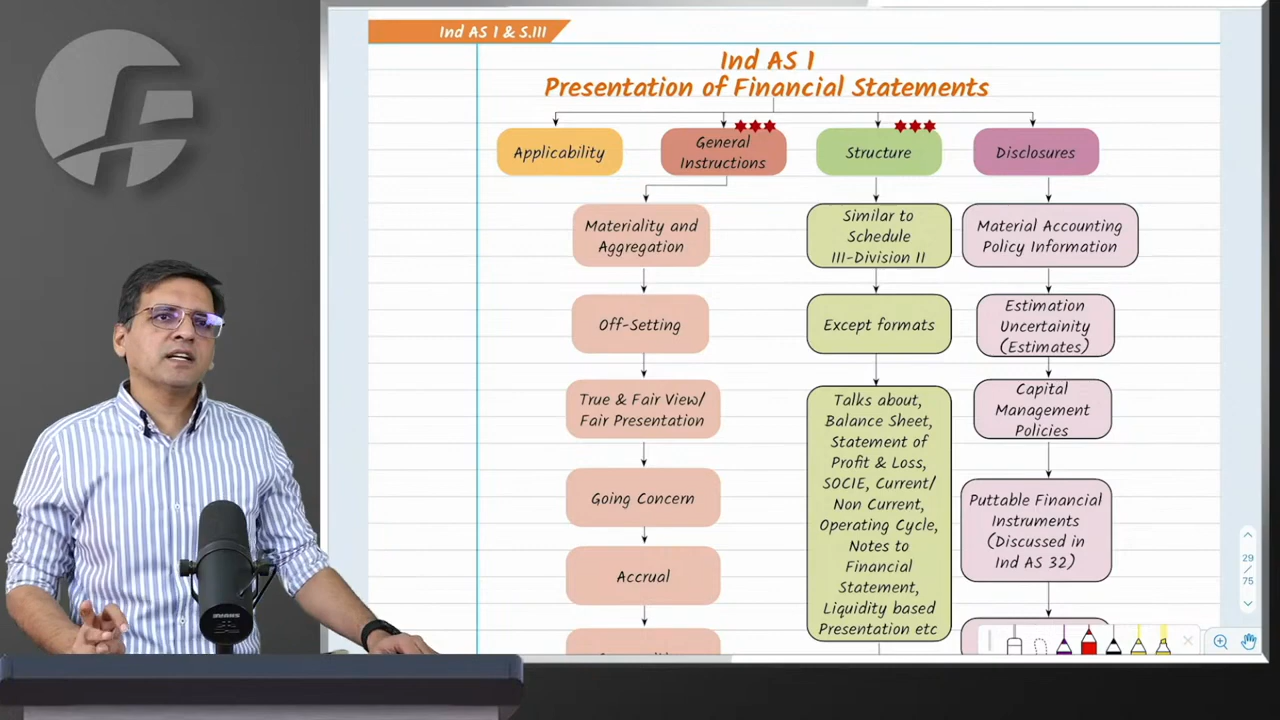 Ind AS 1 & S.III
Ind AS 1
Presentation of Financial Statements
Applicability
General
Instructions
Structure
Disclosures
Materiality and
Aggregation
Off-Setting
True & Fair View/
Fair Presentation
Going Concern
Accrual
Similar to
Schedule
III-Division II
Except formats
Talks about,
Balance Sheet,
Statement of
Profit & Loss,
SOCIE, Current/
Non Current,
Operating Cycle,
Notes to
Financial
Statement,
Liquidity based
Presentation etc
Material Accounting
Policy Information
Estimation
Uncertainity
(Estimates)
Capital
Management
Policies
Puttable Financial
Instruments
(Discussed in
Ind AS 32)
29
/
75